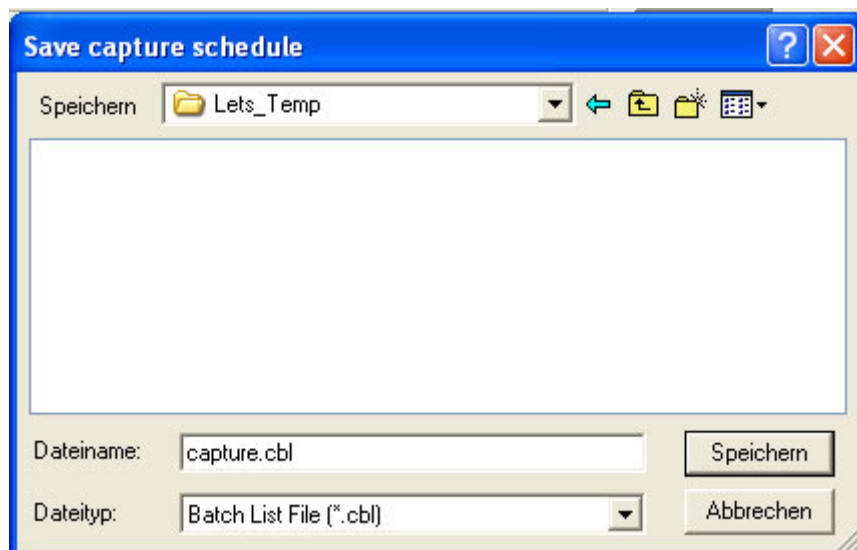 Save capture schedule
Speichern Lets_Temp
Dateiname: capture.cbl Speichern
Dateityp: Batch List File (*.cbl) Abbrechen